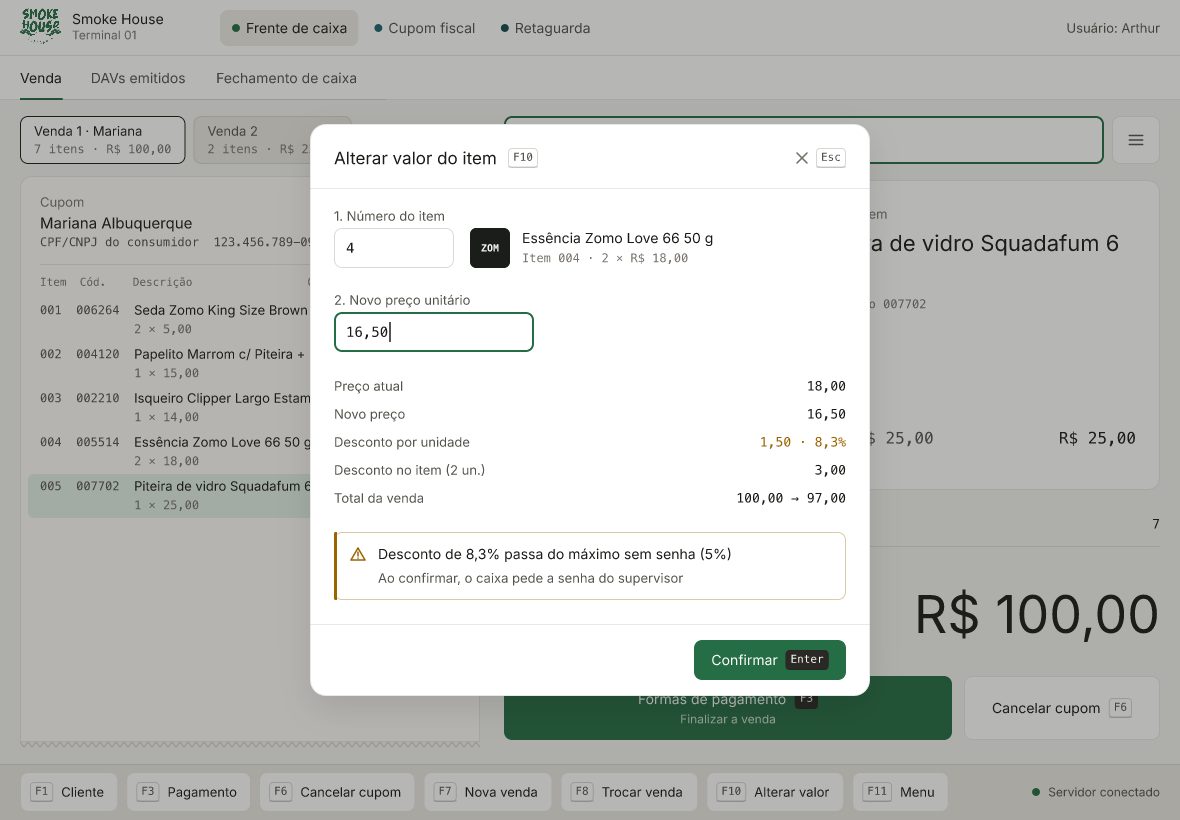 SMOKE HOUSE
Smoke House
Terminal 01
Frente de caixa
Cupom fiscal
Retaguarda
Usuário: Arthur
Venda
DAVs emitidos
Fechamento de caixa
Venda 1 · Mariana
7 itens · R$ 100,00
Venda 2
2 itens · R$ 2
Alterar valor do item F10
Esc
Cupom
Mariana Albuquerque
CPF/CNPJ do consumidor 123.456.789-09
Item Cód. Descrição
001 006264 Seda Zomo King Size Brown
2 × 5,00
002 004120 Papelito Marrom c/ Piteira +
1 × 15,00
003 002210 Isqueiro Clipper Largo Estam
1 × 14,00
004 005514 Essência Zomo Love 66 50 g
2 × 18,00
005 007702 Piteira de vidro Squadafum 6
1 × 25,00
1. Número do item
4
ZOM
Essência Zomo Love 66 50 g
Item 004 · 2 × R$ 18,00
2. Novo preço unitário
16,50
Preço atual 18,00
Novo preço 16,50
Desconto por unidade 1,50 · 8,3%
Desconto no item (2 un.) 3,00
Total da venda 100,00 → 97,00
Desconto de 8,3% passa do máximo sem senha (5%)
Ao confirmar, o caixa pede a senha do supervisor
Confirmar Enter
em
a de vidro Squadafum 6
o 007702
$ 25,00
R$ 25,00
7
R$ 100,00
Formas de pagamento F3
Finalizar a venda
Cancelar cupom F6
F1 Cliente
F3 Pagamento
F6 Cancelar cupom
F7 Nova venda
F8 Trocar venda
F10 Alterar valor
F11 Menu
Servidor conectado